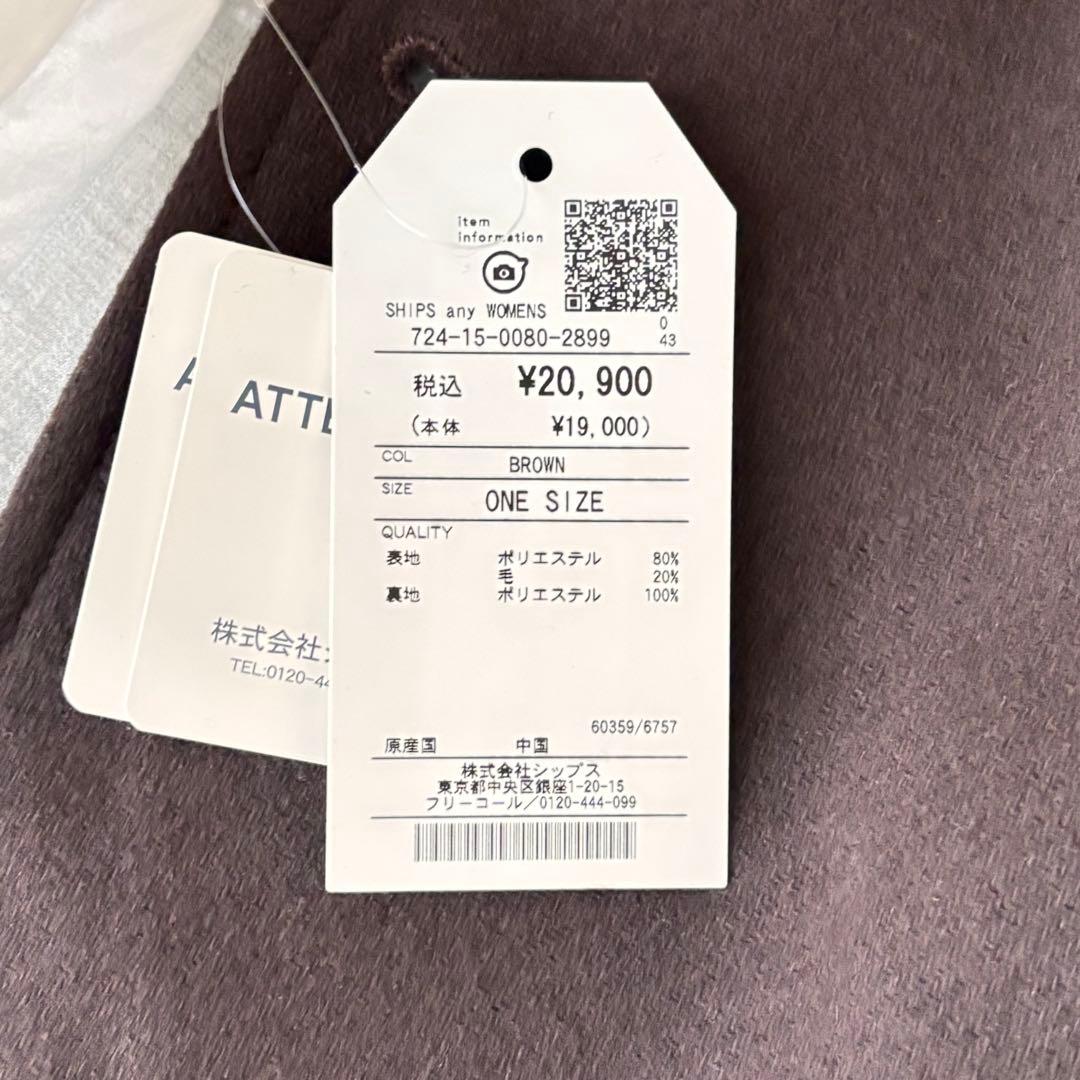 item
information
SHIPS any WOMENS
724-15-0080-2899
0
43
税込 ¥20,900
(本体 ¥19,000)
COL BROWN
SIZE ONE SIZE
QUALITY
表地 ポリエステル 80%
毛 20%
裏地 ポリエステル 100%
60359/6757
原産国 中国
株式会社シップス
東京都中央区銀座1-20-15
フリーコール/0120-444-099
A
ATTE
株式会社シ
TEL:0120-44